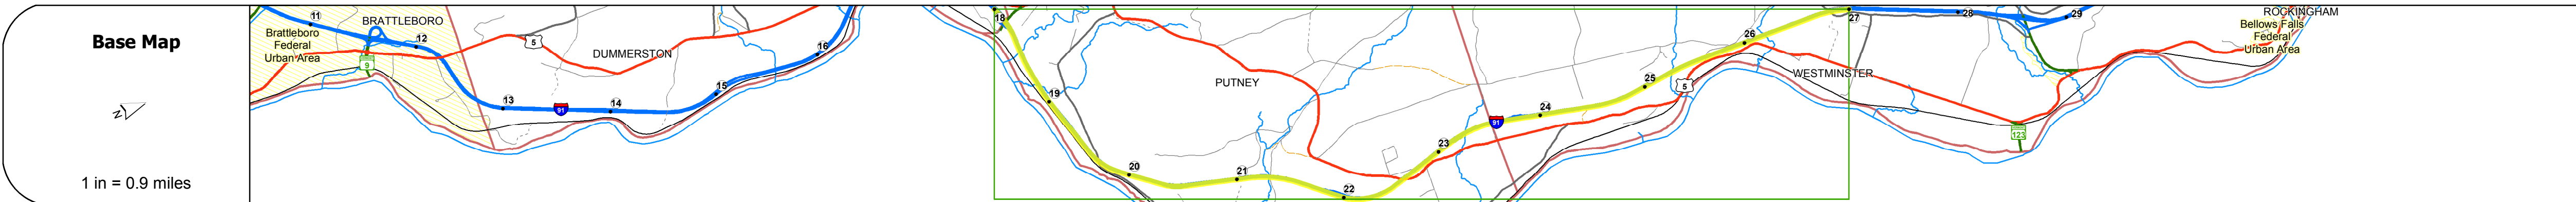 Base Map
N
1 in = 0.9 miles
BRATTLEBORO
Brattleboro
Federal
Urban Area
9
11
12
5
DUMMERSTON
13
91
14
15
16
18
19
20
21
22
23
24
25
26
27
28
29
PUTNEY
91
5
WESTMINSTER
123
ROCKINGHAM
Bellows Falls
Federal
Urban Area